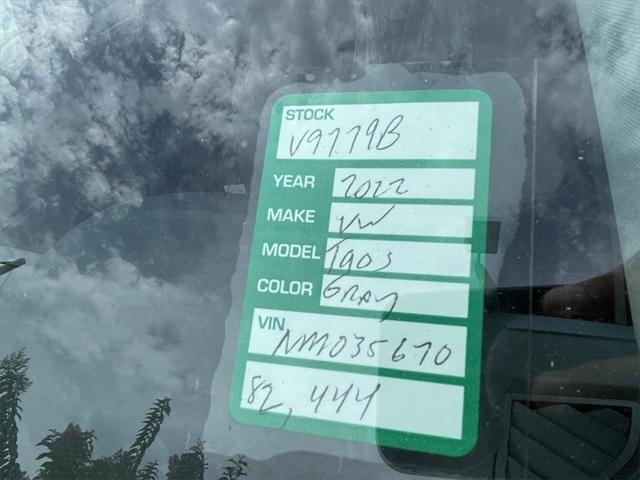 STOCK V9779B
YEAR 2022
MAKE VW
MODEL Taos
COLOR Gray
VIN NM035670
82,444